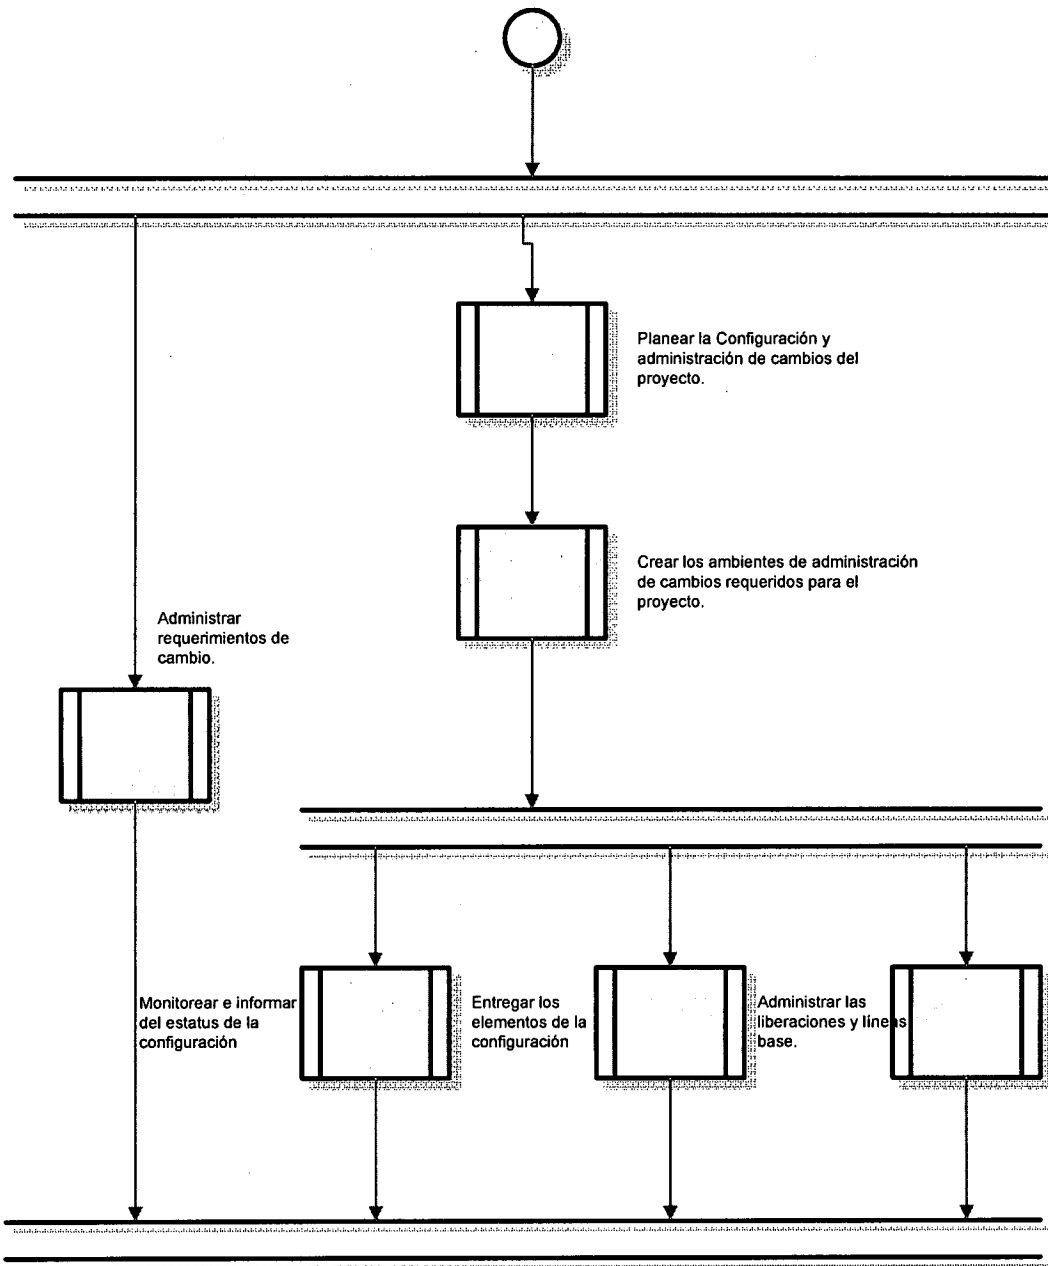 Planear la Configuración y
administración de cambios del
proyecto.
Crear los ambientes de administración
de cambios requeridos para el
proyecto.
Administrar
requerimientos de
cambio.
Monitorear e informar
del estatus de la
configuración
Entregar los
elementos de la
configuración
Administrar las
liberaciones y líneas
base.